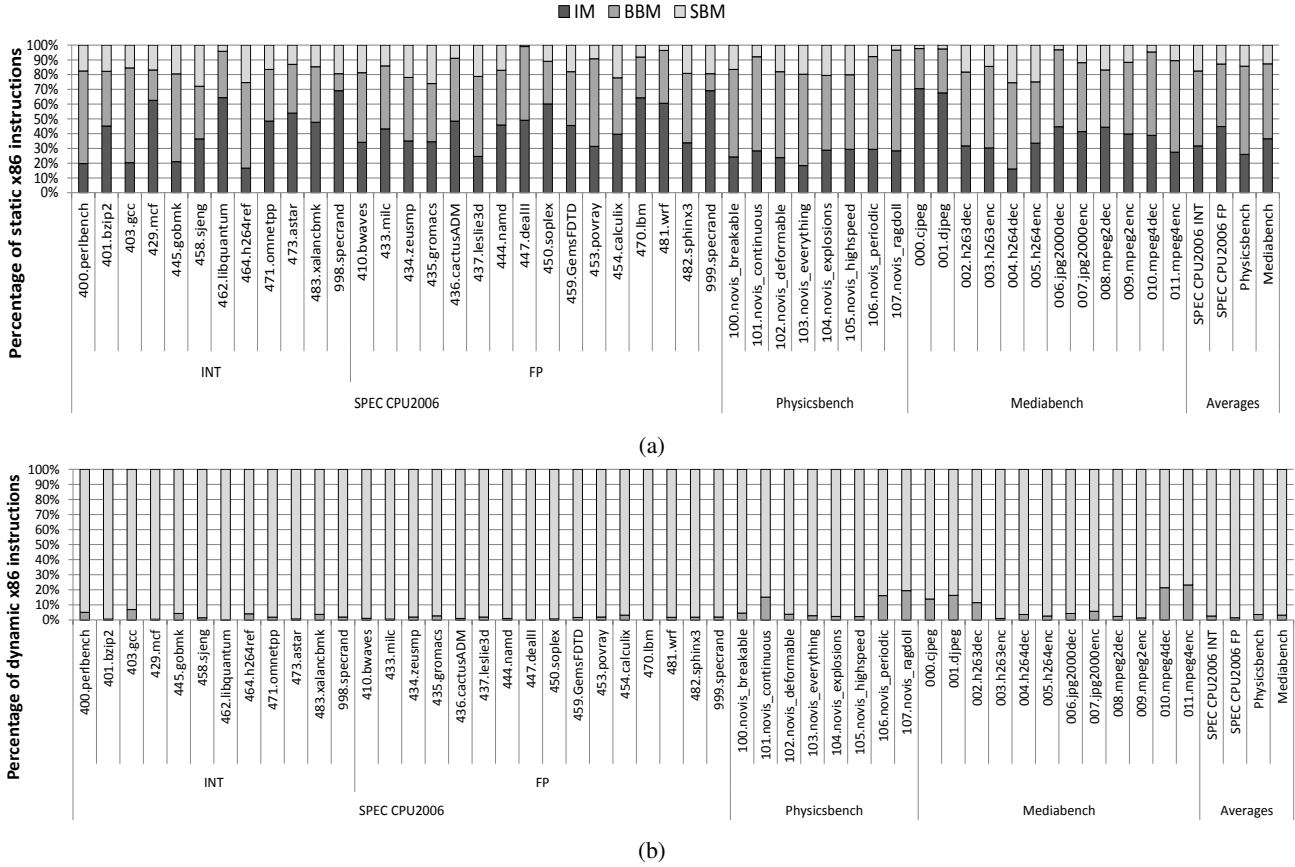 IM BBM SBM
Percentage of static x86 instructions
100%
90%
80%
70%
60%
50%
40%
30%
20%
10%
0%
400.perlbench
401.bzip2
403.gcc
429.mcf
445.gobmk
458.sjeng
462.libquantum
464.h264ref
471.omnetpp
473.astar
483.xalancbmk
998.specrand
410.bwaves
433.milc
434.zeusmp
435.gromacs
436.cactusADM
437.leslie3d
444.namd
447.dealII
450.soplex
459.GemsFDTD
453.povray
454.calculix
470.lbm
481.wrf
482.sphinx3
999.specrand
100.novis_breakable
101.novis_continuous
102.novis_deformable
103.novis_everything
104.novis_explosions
105.novis_highspeed
106.novis_periodic
107.novis_ragdoll
000.cjpeg
001.djpeg
002.h263dec
003.h263enc
004.h264dec
005.h264enc
006.jpg2000dec
007.jpg2000enc
008.mpeg2dec
009.mpeg2enc
010.mpeg4dec
011.mpeg4enc
SPEC CPU2006 INT
SPEC CPU2006 FP
Physicsbench
Mediabench
INT FP
SPEC CPU2006 Physicsbench Mediabench Averages
(a)
Percentage of dynamic x86 instructions
100%
90%
80%
70%
60%
50%
40%
30%
20%
10%
0%
400.perlbench
401.bzip2
403.gcc
429.mcf
445.gobmk
458.sjeng
462.libquantum
464.h264ref
471.omnetpp
473.astar
483.xalancbmk
998.specrand
410.bwaves
433.milc
434.zeusmp
435.gromacs
436.cactusADM
437.leslie3d
444.namd
447.dealII
450.soplex
459.GemsFDTD
453.povray
454.calculix
470.lbm
481.wrf
482.sphinx3
999.specrand
100.novis_breakable
101.novis_continuous
102.novis_deformable
103.novis_everything
104.novis_explosions
105.novis_highspeed
106.novis_periodic
107.novis_ragdoll
000.cjpeg
001.djpeg
002.h263dec
003.h263enc
004.h264dec
005.h264enc
006.jpg2000dec
007.jpg2000enc
008.mpeg2dec
009.mpeg2enc
010.mpeg4dec
011.mpeg4enc
SPEC CPU2006 INT
SPEC CPU2006 FP
Physicsbench
Mediabench
INT FP
SPEC CPU2006 Physicsbench Mediabench Averages
(b)